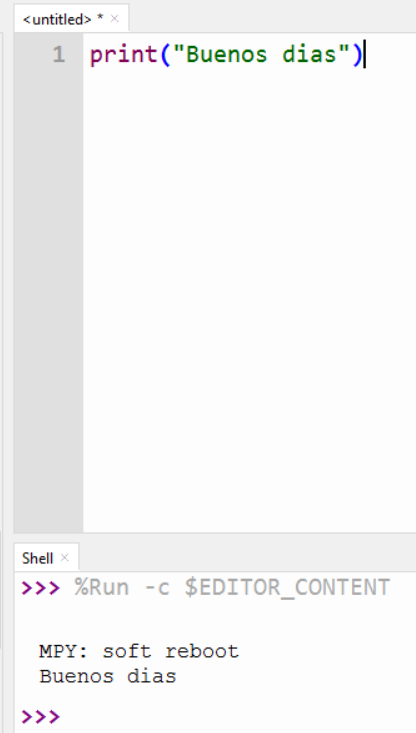 <untitled> * ×
1 print("Buenos dias")
Shell ×
>>> %Run -c $EDITOR_CONTENT
MPY: soft reboot
Buenos dias
>>>